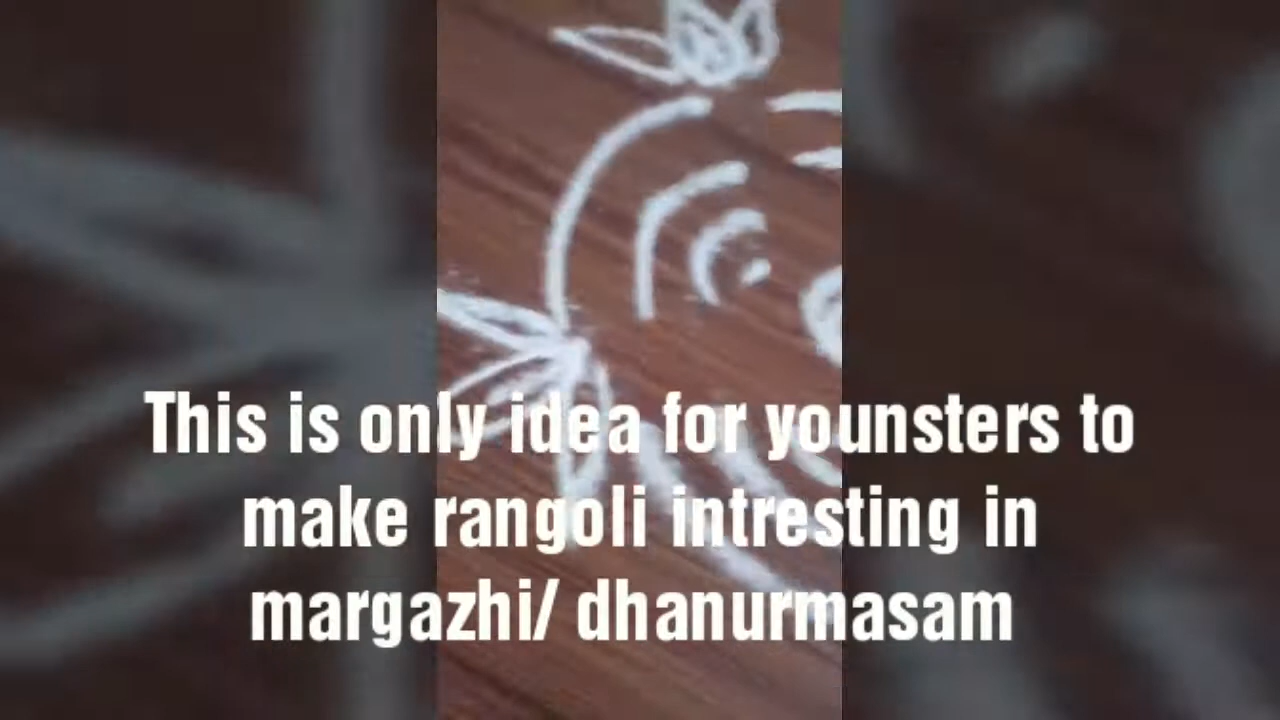 This is only idea for younsters to
make rangoli intresting in
margazhi/ dhanurmasam